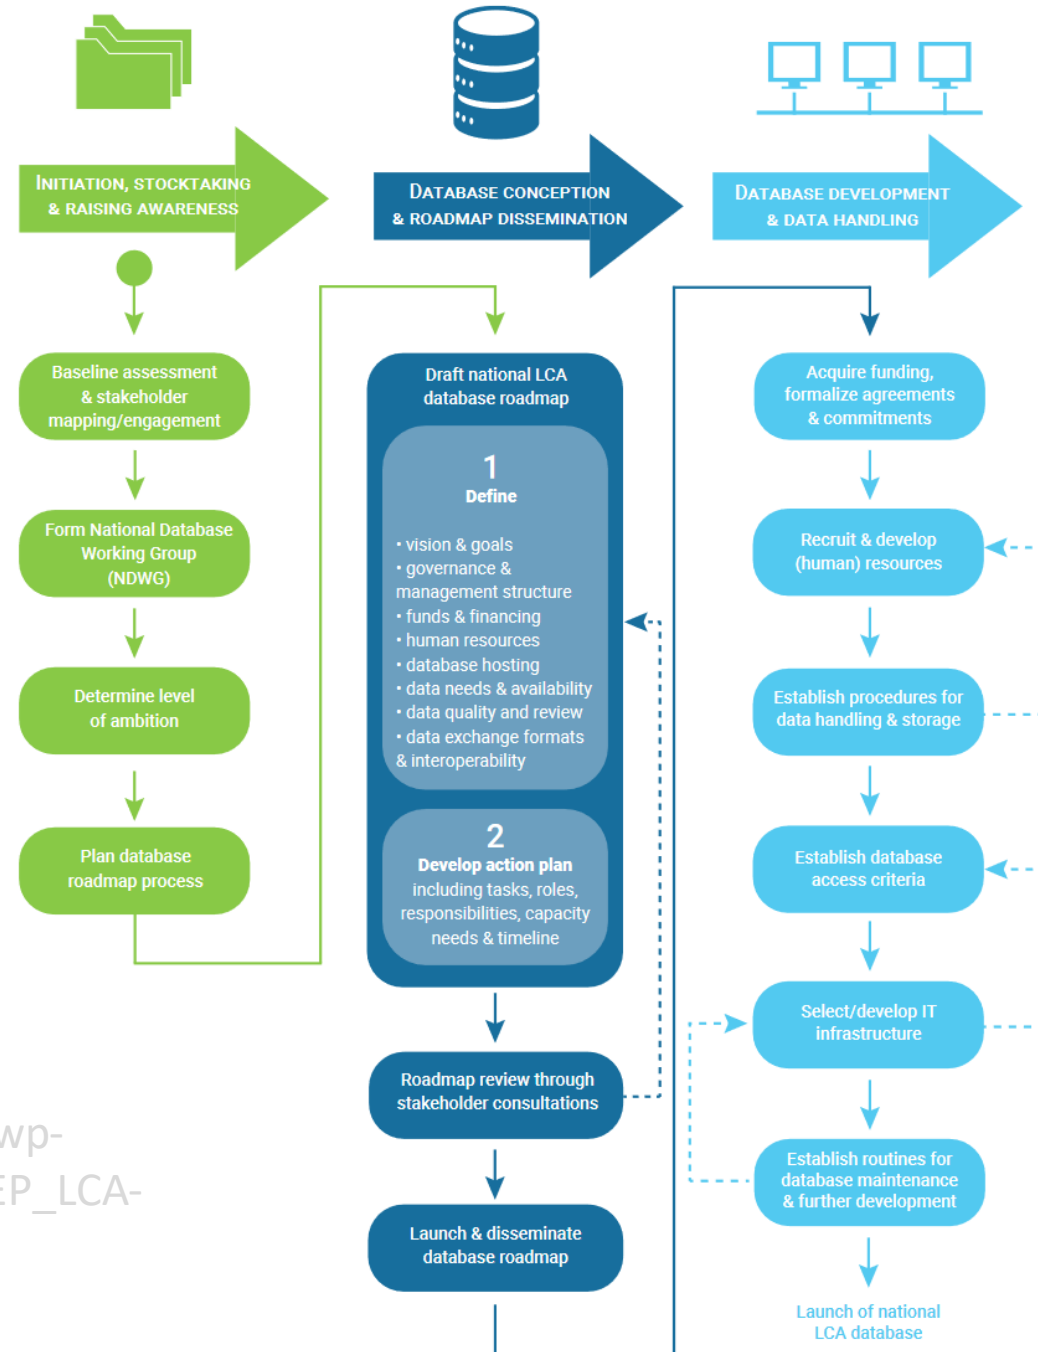 INITIATION, STOCKTAKING
& RAISING AWARENESS
Baseline assessment
& stakeholder
mapping/engagement
Form National Database
Working Group
(NDWG)
Determine level
of ambition
Plan database
roadmap process
DATABASE CONCEPTION
& ROADMAP DISSEMINATION
Draft national LCA
database roadmap
1
Define
• vision & goals
• governance &
management structure
• funds & financing
• human resources
• database hosting
• data needs & availability
• data quality and review
• data exchange formats
& interoperability
2
Develop action plan
including tasks, roles,
responsibilities, capacity
needs & timeline
Roadmap review through
stakeholder consultations
Launch & disseminate
database roadmap
DATABASE DEVELOPMENT
& DATA HANDLING
Acquire funding,
formalize agreements
& commitments
Recruit & develop
(human) resources
Establish procedures for
data handling & storage
Establish database
access criteria
Select/develop IT
infrastructure
Establish routines for
database maintenance
& further development
Launch of national
LCA database
wp-
EP_LCA-